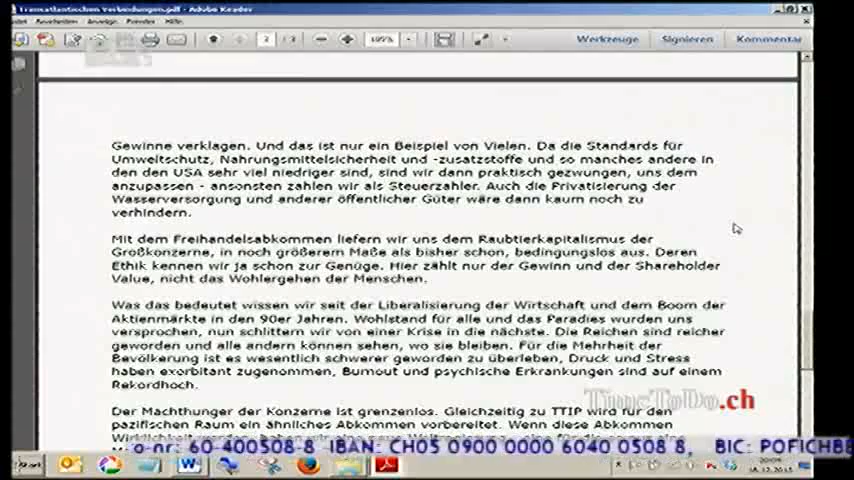 Transatlantischen Verbindungen.pdf - Adobe Reader
Bearbeiten Anzeige Fenster Hilfe
2 / 3 109% Werkzeuge Signieren Kommentar
Gewinne verklagen. Und das ist nur ein Beispiel von Vielen. Da die Standards für
Umweltschutz, Nahrungsmittelsicherheit und -zusatzstoffe und so manches andere in
den den USA sehr viel niedriger sind, sind wir dann praktisch gezwungen, uns dem
anzupassen - ansonsten zahlen wir als Steuerzahler. Auch die Privatisierung der
Wasserversorgung und anderer öffentlicher Güter wäre dann kaum noch zu
verhindern.
Mit dem Freihandelsabkommen liefern wir uns dem Raubtierkapitalismus der
Großkonzerne, in noch größerem Maße als bisher schon, bedingungslos aus. Deren
Ethik kennen wir ja schon zur Genüge. Hier zählt nur der Gewinn und der Shareholder
Value, nicht das Wohlergehen der Menschen.
Was das bedeutet wissen wir seit der Liberalisierung der Wirtschaft und dem Boom der
Aktienmärkte in den 90er Jahren. Wohlstand für alle und das Paradies wurden uns
versprochen, nun schlittern wir von einer Krise in die nächste. Die Reichen sind reicher
geworden und alle andern können sehen, wo sie bleiben. Für die Mehrheit der
Bevölkerung ist es wesentlich schwerer geworden zu überleben, Druck und Stress
haben exorbitant zugenommen, Burnout und psychische Erkrankungen sind auf einem
Rekordhoch.
TimeToDo.ch
Der Machthunger der Konzerne ist grenzenlos. Gleichzeitig zu TTIP wird für den
pazifischen Raum ein ähnliches Abkommen vorbereitet. Wenn diese Abkommen
o-nr: 60-400508-8 IBAN: CH05 0900 0000 6040 0508 8, BIC: POFICHBE